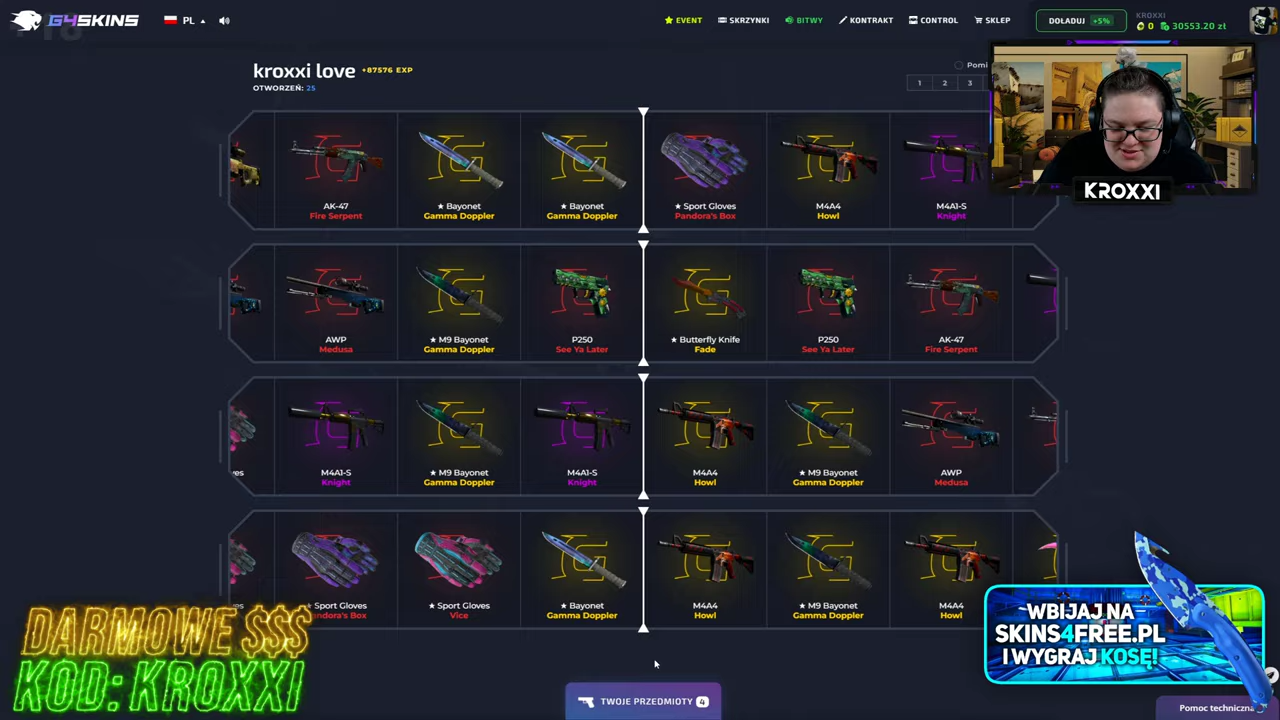 G4SKINS
PL
EVENT
SKRZYNKI
BITWY
KONTRAKT
CONTROL
SKLEP
DOŁADUJ +5%
KROXXI
0 30553.20 zł
kroxxi love +87576 EXP
OTWORZEŃ: 25
Pomi
1 2 3
KROXXI
AK-47
Fire Serpent
★ Bayonet
Gamma Doppler
★ Bayonet
Gamma Doppler
★ Sport Gloves
Pandora's Box
M4A4
Howl
M4A1-S
Knight
AWP
Medusa
★ M9 Bayonet
Gamma Doppler
P250
See Ya Later
★ Butterfly Knife
Fade
P250
See Ya Later
AK-47
Fire Serpent
ves
M4A1-S
Knight
★ M9 Bayonet
Gamma Doppler
M4A1-S
Knight
M4A4
Howl
★ M9 Bayonet
Gamma Doppler
AWP
Medusa
Sport Gloves
ndora's Box
★ Sport Gloves
Vice
★ Bayonet
Gamma Doppler
M4A4
Howl
★ M9 Bayonet
Gamma Doppler
M4A4
Howl
DARMOWE $$$
KOD: KROXXI
WBIJAJ NA
SKINS4FREE.PL
I WYGRAJ KOSĘ!
TWOJE PRZEDMIOTY 4
Pomoc techniczna